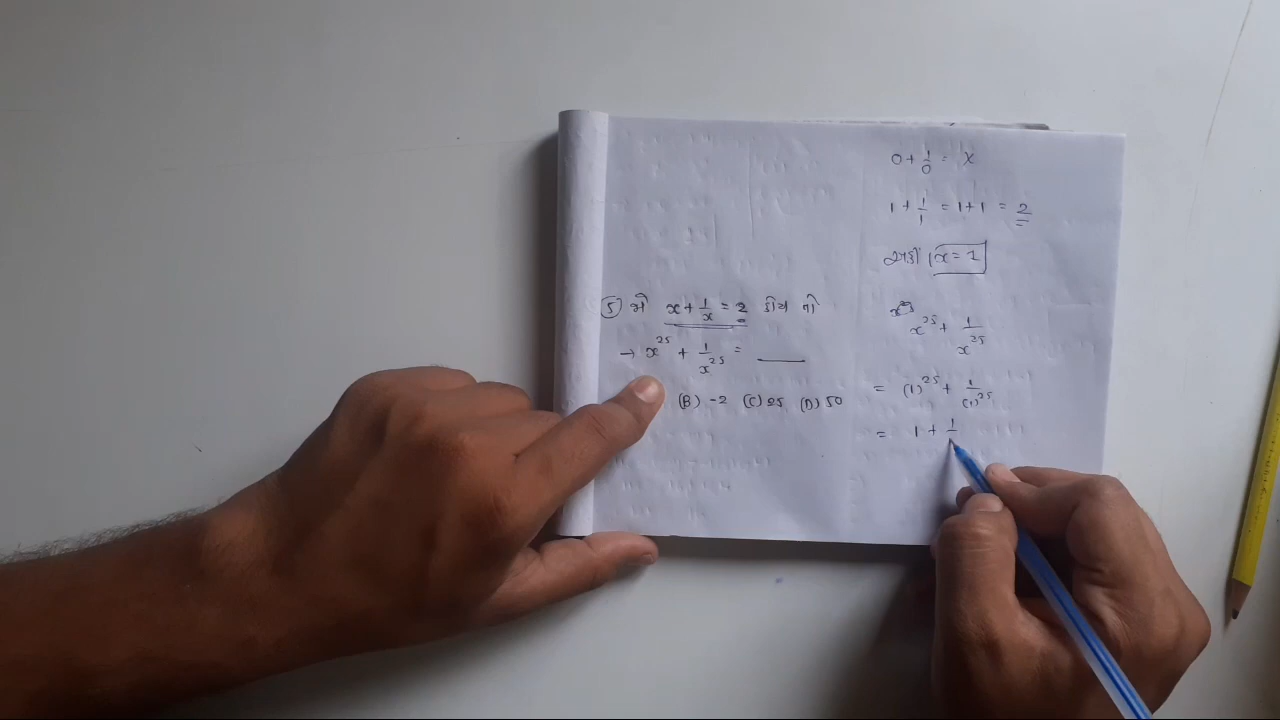 ⑤ જો x + 1/x = 2 હોય તો
→ x^25 + 1/x^25 = ____
(B) -2 (C) 25 (D) 50
0 + 1/0 = X
1 + 1/1 = 1 + 1 = 2
અહીં x = 1
x^25 + 1/x^25
= (1)^25 + 1/(1)^25
= 1 + 1/